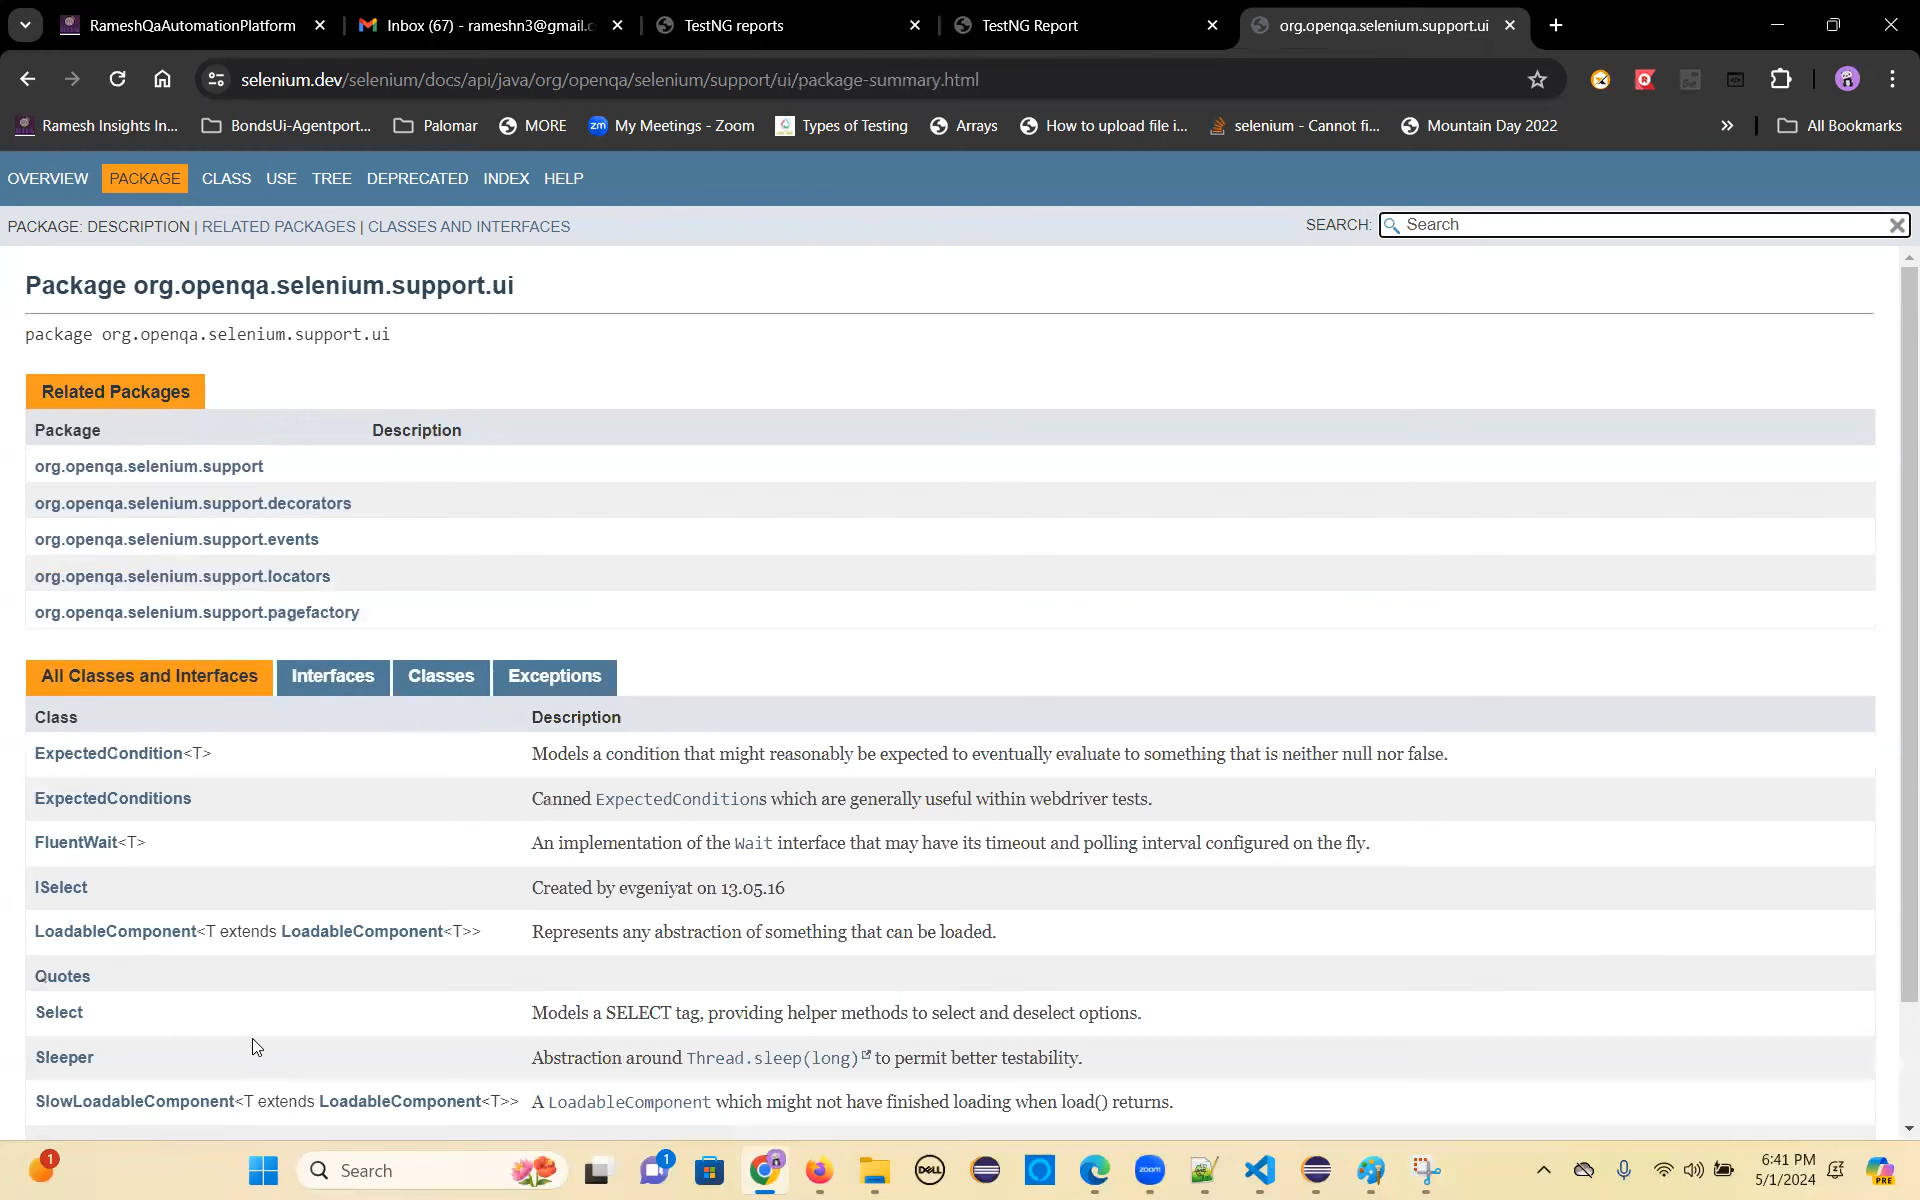 RameshQaAutomationPlatform
Inbox (67) - rameshn3@gmail.c
TestNG reports
TestNG Report
org.openqa.selenium.support.ui
selenium.dev/selenium/docs/api/java/org/openqa/selenium/support/ui/package-summary.html
Ramesh Insights In... BondsUi-Agentport... Palomar MORE zm My Meetings - Zoom Types of Testing Arrays How to upload file i... selenium - Cannot fi... Mountain Day 2022 » All Bookmarks
OVERVIEW PACKAGE CLASS USE TREE DEPRECATED INDEX HELP
PACKAGE: DESCRIPTION | RELATED PACKAGES | CLASSES AND INTERFACES SEARCH: Search
Package org.openqa.selenium.support.ui
package org.openqa.selenium.support.ui
Related Packages
Package Description
org.openqa.selenium.support
org.openqa.selenium.support.decorators
org.openqa.selenium.support.events
org.openqa.selenium.support.locators
org.openqa.selenium.support.pagefactory
All Classes and Interfaces Interfaces Classes Exceptions
Class Description
ExpectedCondition<T> Models a condition that might reasonably be expected to eventually evaluate to something that is neither null nor false.
ExpectedConditions Canned ExpectedConditions which are generally useful within webdriver tests.
FluentWait<T> An implementation of the Wait interface that may have its timeout and polling interval configured on the fly.
ISelect Created by evgeniyat on 13.05.16
LoadableComponent<T extends LoadableComponent<T>> Represents any abstraction of something that can be loaded.
Quotes
Select Models a SELECT tag, providing helper methods to select and deselect options.
Sleeper Abstraction around Thread.sleep(long) to permit better testability.
SlowLoadableComponent<T extends LoadableComponent<T>> A LoadableComponent which might not have finished loading when load() returns.
1 Search 1 DELL zoom 6:41 PM PRE
5/1/2024